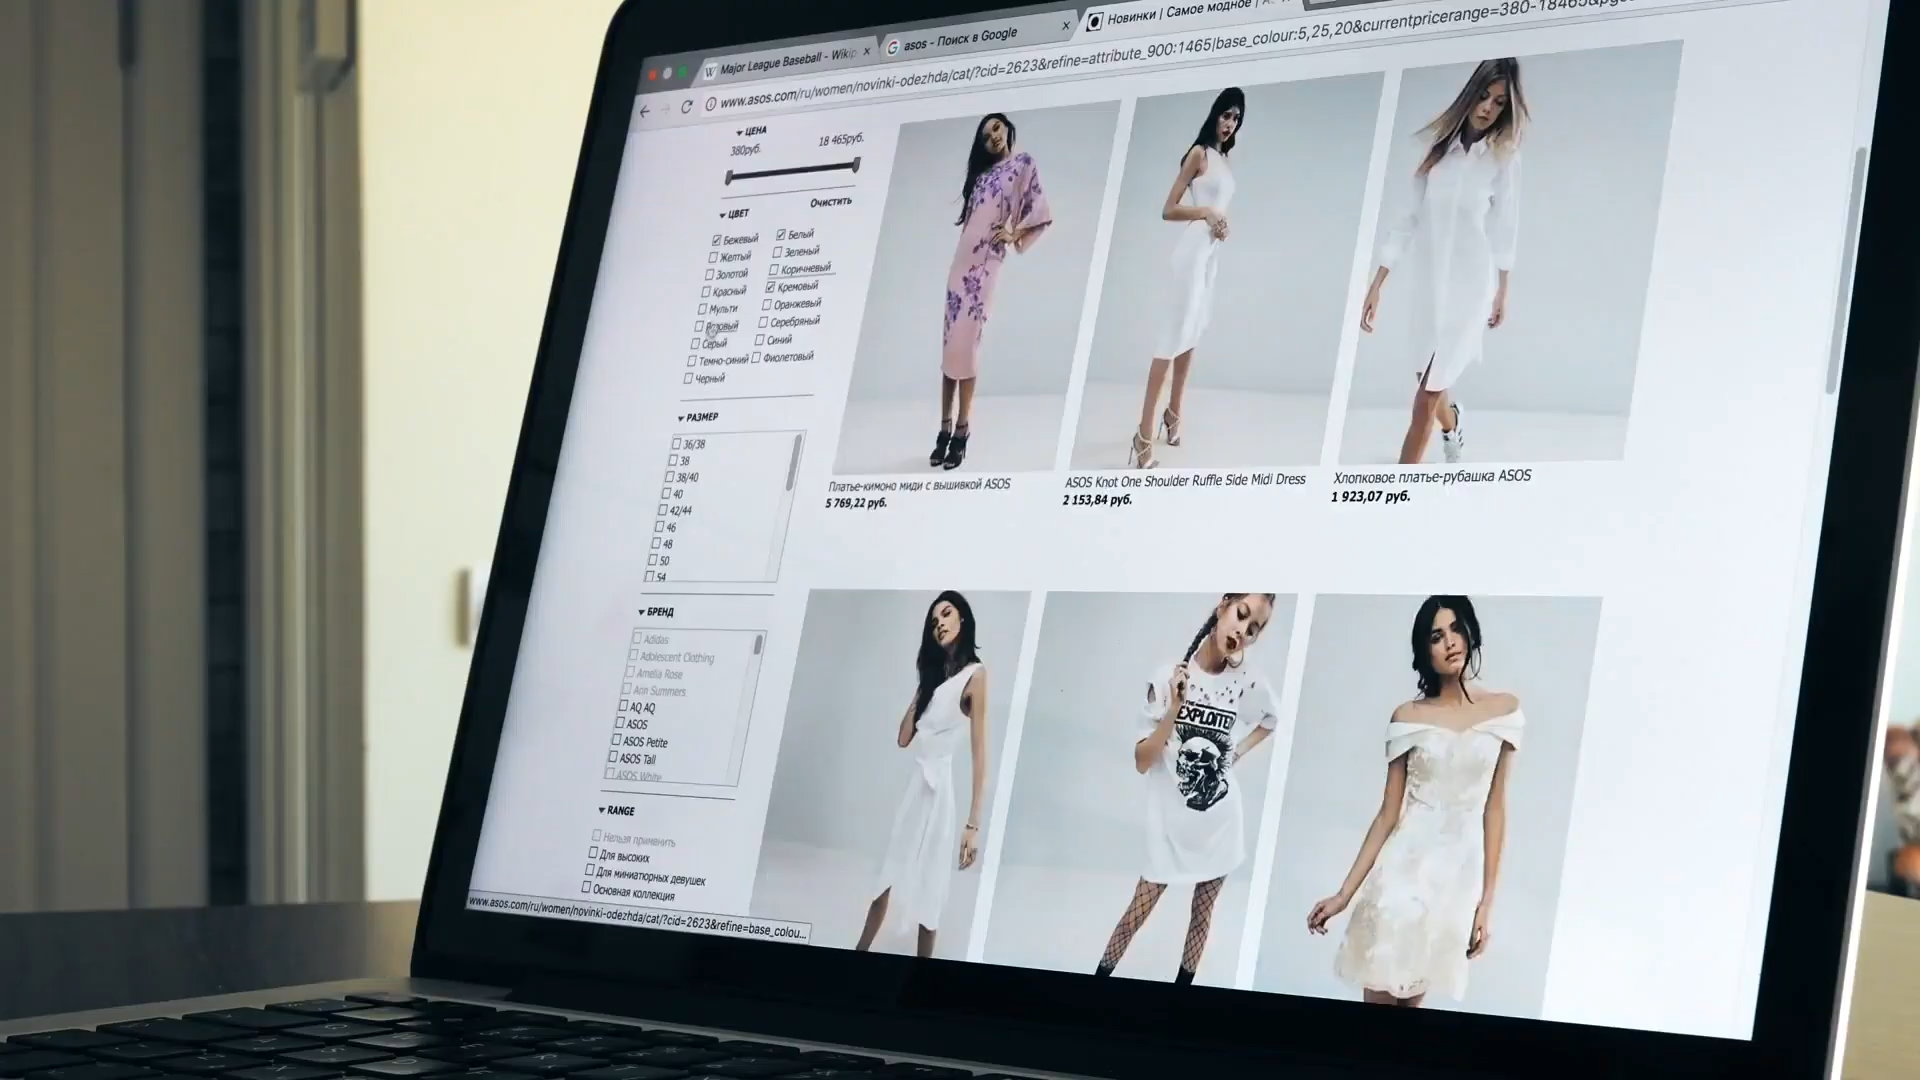 Major League Baseball - Wikip
asos - Поиск в Google
Новинки | Самое модное |
www.asos.com/ru/women/novinki-odezhda/cat/?cid=2623&refine=attribute_900:1465|base_colour:5,25,20&currentpricerange=380-18465&pg
ЦЕНА
380руб.
18 465руб.
ЦВЕТ
Очистить
Бежевый
Белый
Желтый
Зеленый
Золотой
Коричневый
Красный
Кремовый
Мульти
Оранжевый
Розовый
Серебряный
Серый
Синий
Темно-синий
Фиолетовый
Черный
РАЗМЕР
36/38
38
38/40
40
42/44
46
48
50
54
БРЕНД
Adidas
Adolescent Clothing
Amelia Rose
Ann Summers
AQ AQ
ASOS
ASOS Petite
ASOS Tall
ASOS White
RANGE
Нельзя применить
Для высоких
Для миниатюрных девушек
Основная коллекция
www.asos.com/ru/women/novinki-odezhda/cat/?cid=2623&refine=base_colou...
Платье-кимоно миди с вышивкой ASOS
5 769,22 руб.
ASOS Knot One Shoulder Ruffle Side Midi Dress
2 153,84 руб.
Хлопковое платье-рубашка ASOS
1 923,07 руб.
EXPLOITED